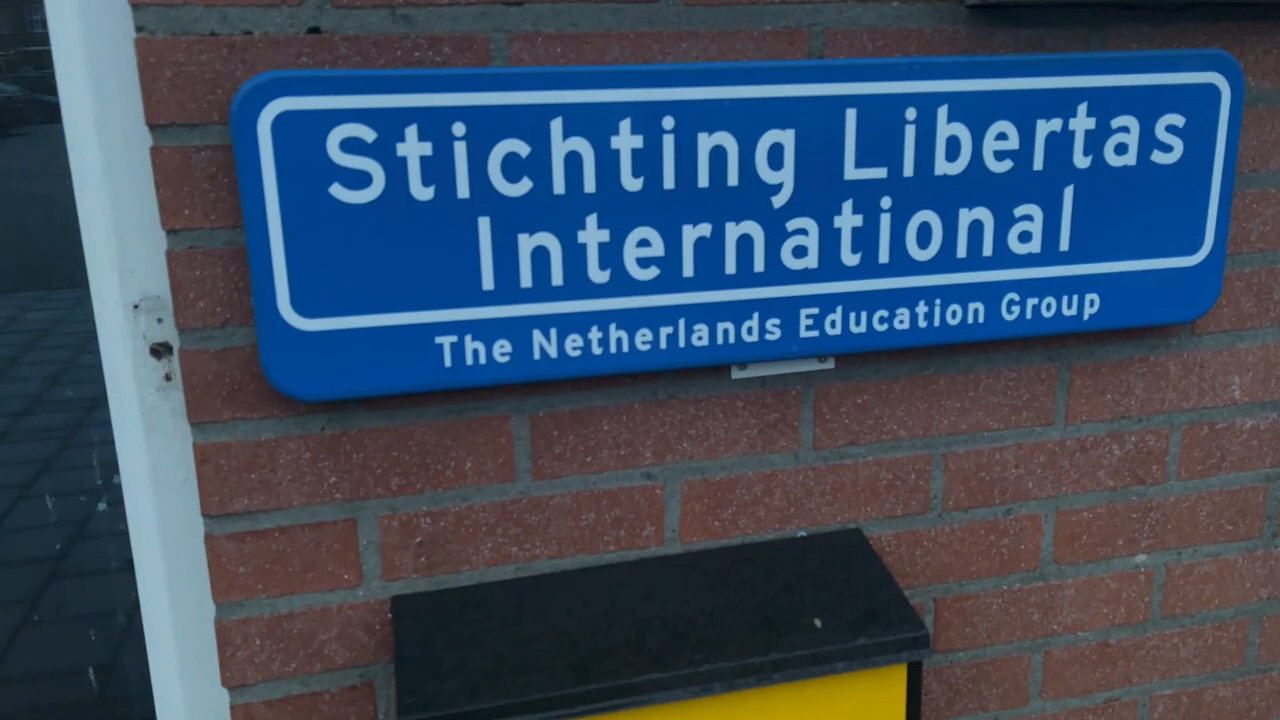 Stichting Libertas
International
The Netherlands Education Group